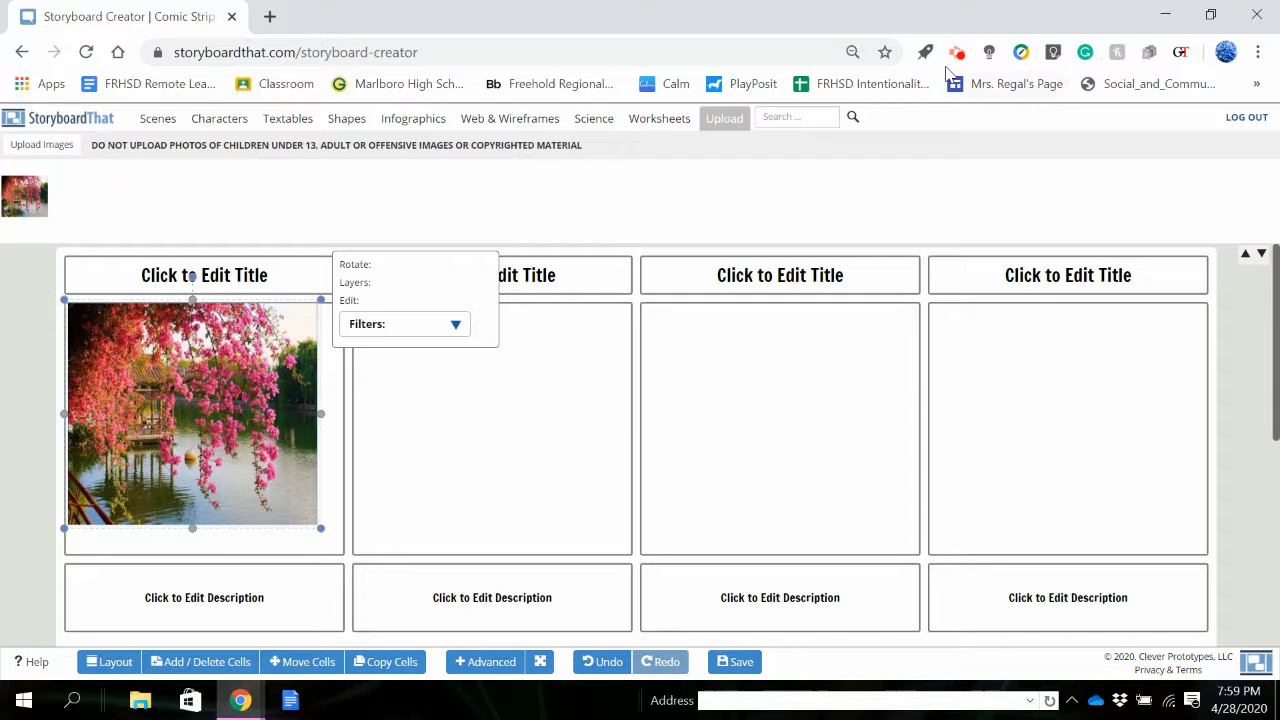 Storyboard Creator | Comic Strip
storyboardthat.com/storyboard-creator
Apps FRHSD Remote Lea... Classroom Marlboro High Sch... Bb Freehold Regional... Calm PlayPosit FRHSD Intentionalit... Mrs. Regal's Page Social_and_Commu... »
StoryboardThat Scenes Characters Textables Shapes Infographics Web & Wireframes Science Worksheets Upload Search ... LOG OUT
Upload Images DO NOT UPLOAD PHOTOS OF CHILDREN UNDER 13, ADULT OR OFFENSIVE IMAGES OR COPYRIGHTED MATERIAL
Click to Edit Title dit Title Click to Edit Title Click to Edit Title
Rotate:
Layers:
Edit:
Filters:
Click to Edit Description Click to Edit Description Click to Edit Description Click to Edit Description
? Help Layout Add / Delete Cells Move Cells Copy Cells + Advanced Undo Redo Save
© 2020, Clever Prototypes, LLC
Privacy & Terms
Address
7:59 PM
4/28/2020